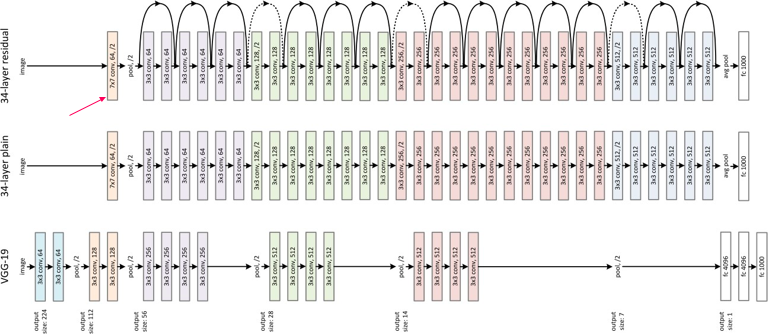 34-layer residual
image
7x7 conv, 64, /2
pool, /2
3x3 conv, 64
3x3 conv, 64
3x3 conv, 64
3x3 conv, 64
3x3 conv, 64
3x3 conv, 64
3x3 conv, 128, /2
3x3 conv, 128
3x3 conv, 128
3x3 conv, 128
3x3 conv, 128
3x3 conv, 128
3x3 conv, 128
3x3 conv, 128
3x3 conv, 256, /2
3x3 conv, 256
3x3 conv, 256
3x3 conv, 256
3x3 conv, 256
3x3 conv, 256
3x3 conv, 256
3x3 conv, 256
3x3 conv, 256
3x3 conv, 256
3x3 conv, 256
3x3 conv, 256
3x3 conv, 512, /2
3x3 conv, 512
3x3 conv, 512
3x3 conv, 512
3x3 conv, 512
3x3 conv, 512
avg pool
fc 1000
34-layer plain
image
7x7 conv, 64, /2
pool, /2
3x3 conv, 64
3x3 conv, 64
3x3 conv, 64
3x3 conv, 64
3x3 conv, 64
3x3 conv, 64
3x3 conv, 128, /2
3x3 conv, 128
3x3 conv, 128
3x3 conv, 128
3x3 conv, 128
3x3 conv, 128
3x3 conv, 128
3x3 conv, 128
3x3 conv, 256, /2
3x3 conv, 256
3x3 conv, 256
3x3 conv, 256
3x3 conv, 256
3x3 conv, 256
3x3 conv, 256
3x3 conv, 256
3x3 conv, 256
3x3 conv, 256
3x3 conv, 256
3x3 conv, 256
3x3 conv, 512, /2
3x3 conv, 512
3x3 conv, 512
3x3 conv, 512
3x3 conv, 512
3x3 conv, 512
avg pool
fc 1000
VGG-19
image
3x3 conv, 64
3x3 conv, 64
pool, /2
3x3 conv, 128
3x3 conv, 128
pool, /2
3x3 conv, 256
3x3 conv, 256
3x3 conv, 256
3x3 conv, 256
pool, /2
3x3 conv, 512
3x3 conv, 512
3x3 conv, 512
3x3 conv, 512
pool, /2
3x3 conv, 512
3x3 conv, 512
3x3 conv, 512
3x3 conv, 512
pool, /2
fc 4096
fc 4096
fc 1000
output
size: 224
output
size: 112
output
size: 56
output
size: 28
output
size: 14
output
size: 7
output
size: 1